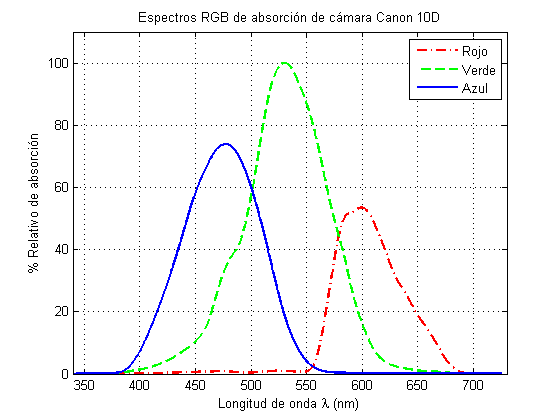 Espectros RGB de absorción de cámara Canon 10D
Rojo
Verde
Azul
% Relativo de absorción
100
80
60
40
20
0
350 400 450 500 550 600 650 700
Longitud de onda λ (nm)